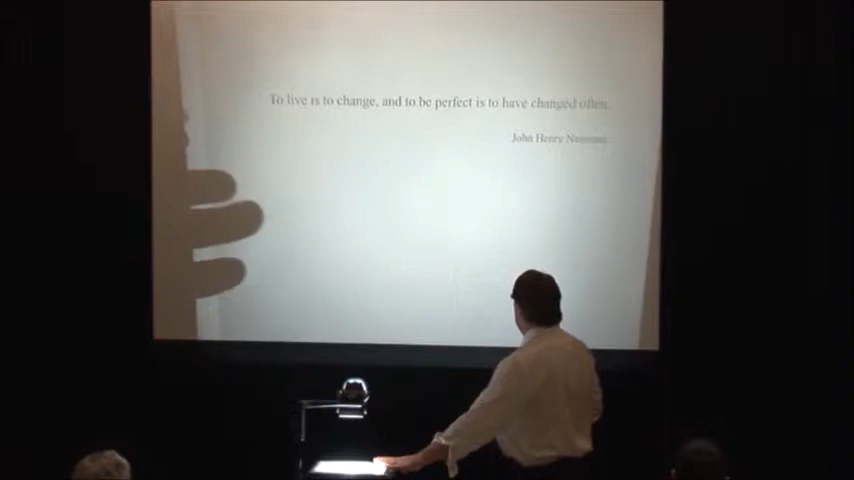 To live is to change, and to be perfect is to have changed often.
John Henry Newman